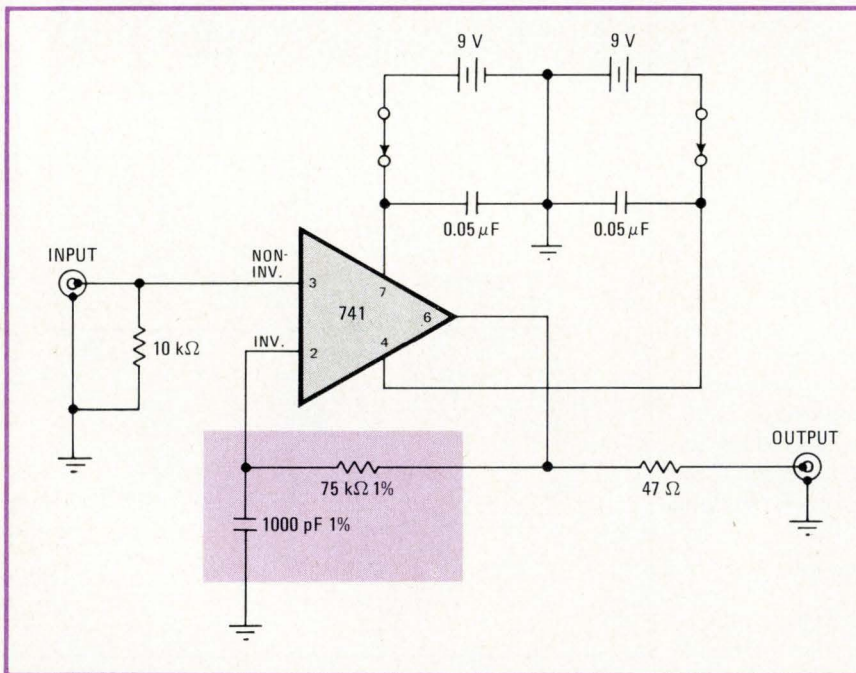 9 V
9 V
0.05 μF
0.05 μF
INPUT
NON-
INV.
3
7
741
6
10 kΩ
INV.
2
4
OUTPUT
75 kΩ 1%
47 Ω
1000 pF 1%